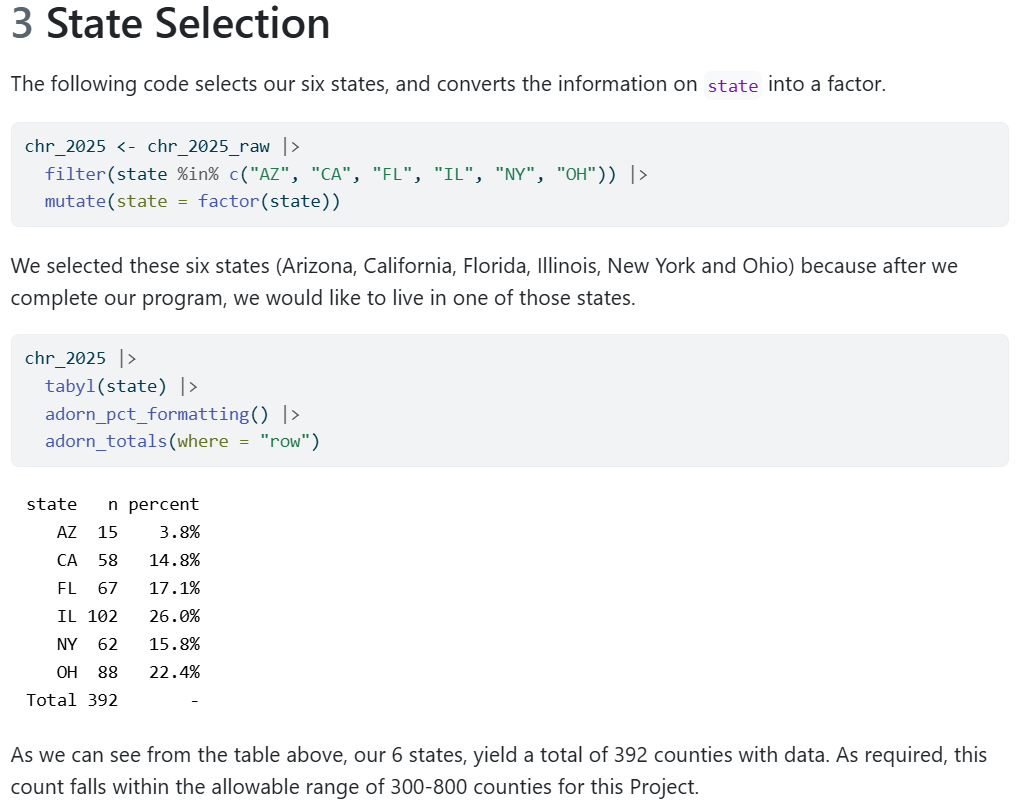 3 State Selection
The following code selects our six states, and converts the information on state into a factor.
chr_2025 <- chr_2025_raw |>
  filter(state %in% c("AZ", "CA", "FL", "IL", "NY", "OH")) |>
  mutate(state = factor(state))
We selected these six states (Arizona, California, Florida, Illinois, New York and Ohio) because after we
complete our program, we would like to live in one of those states.
chr_2025 |>
  tabyl(state) |>
  adorn_pct_formatting() |>
  adorn_totals(where = "row")
state   n percent
   AZ  15    3.8%
   CA  58   14.8%
   FL  67   17.1%
   IL 102   26.0%
   NY  62   15.8%
   OH  88   22.4%
Total 392       -
As we can see from the table above, our 6 states, yield a total of 392 counties with data. As required, this
count falls within the allowable range of 300-800 counties for this Project.